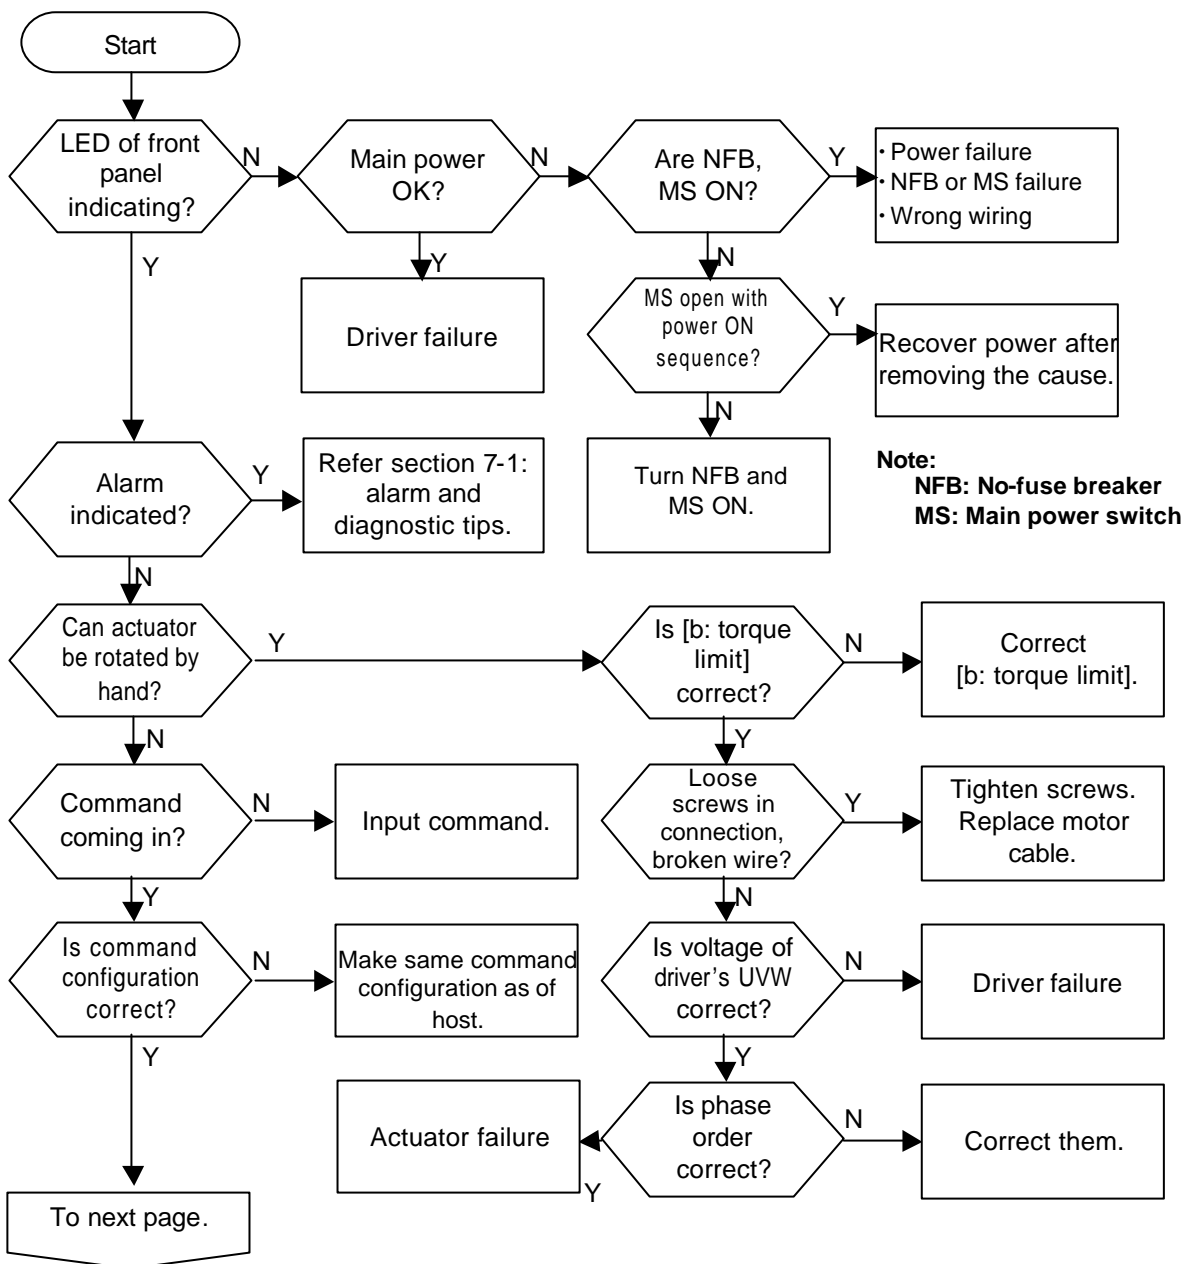 Start
LED of front
panel
indicating?
N
Main power
OK?
N
Are NFB,
MS ON?
Y
・Power failure
・NFB or MS failure
・Wrong wiring
Y
Y
Driver failure
N
MS open with
power ON
sequence?
Y
Recover power after
removing the cause.
N
Turn NFB and
MS ON.
Note:
NFB: No-fuse breaker
MS: Main power switch
Alarm
indicated?
Y
Refer section 7-1:
alarm and
diagnostic tips.
N
Can actuator
be rotated by
hand?
Y
Is [b: torque
limit]
correct?
N
Correct
[b: torque limit].
N
Y
Command
coming in?
N
Input command.
Loose
screws in
connection,
broken wire?
Y
Tighten screws.
Replace motor
cable.
Y
N
Is command
configuration
correct?
N
Make same command
configuration as of
host.
Is voltage of
driver’s UVW
correct?
N
Driver failure
Y
Y
Actuator failure
Y
Is phase
order
correct?
N
Correct them.
To next page.